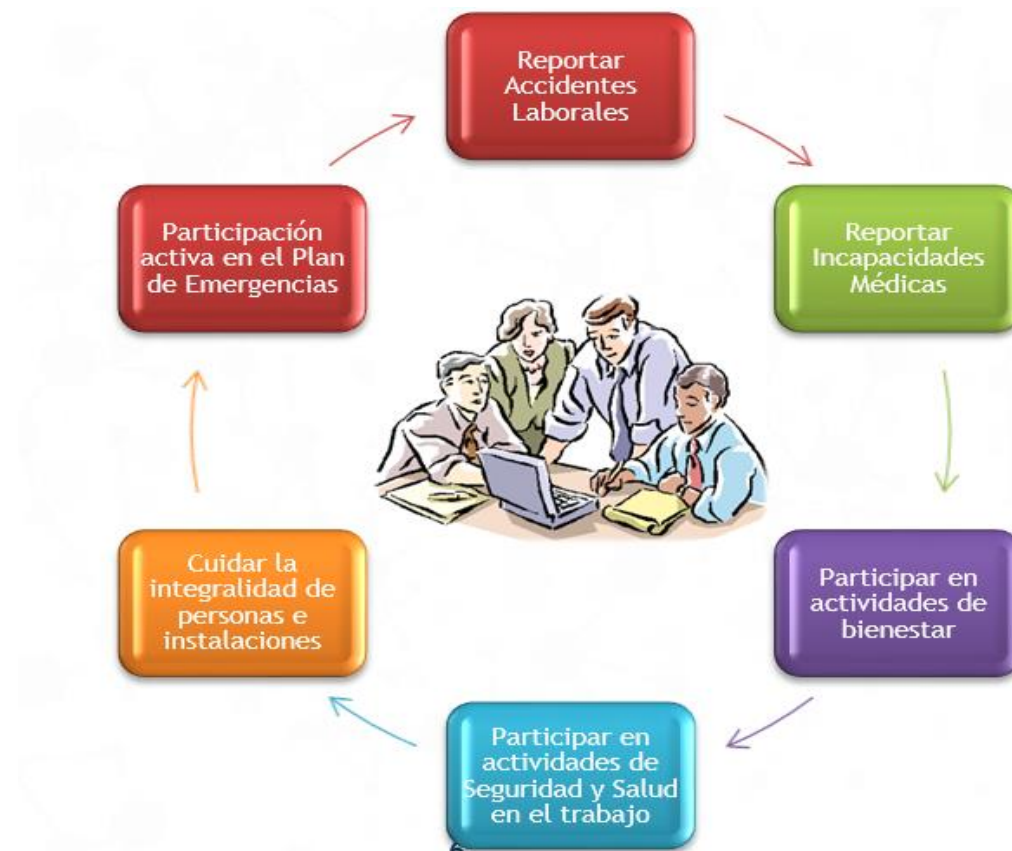 Reportar
Accidentes
Laborales
Reportar
Incapacidades
Médicas
Participar en
actividades de
bienestar
Participar en
actividades de
Seguridad y Salud
en el trabajo
Cuidar la
integralidad de
personas e
instalaciones
Participación
activa en el Plan
de Emergencias